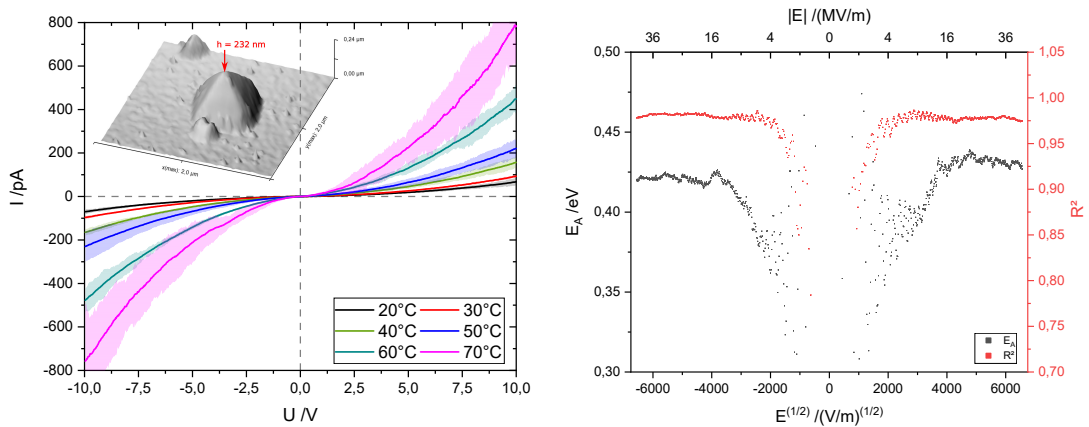 |E| /(MV/m)
36 16 4 0 4 16 36
800
600
400
200
0
-200
-400
-600
-800
I /pA
h = 232 nm
0,24 µm
0,00 µm
x(max): 2,0 µm
y(max): 2,0 µm
20°C 30°C
40°C 50°C
60°C 70°C
-10,0 -7,5 -5,0 -2,5 0,0 2,5 5,0 7,5 10,0
U /V
0,50
0,45
0,40
0,35
0,30
E_A /eV
1,05
1,00
0,95
0,90
0,85
0,80
0,75
0,70
R²
E_A
R²
-6000 -4000 -2000 0 2000 4000 6000
E^(1/2) /(V/m)^(1/2)